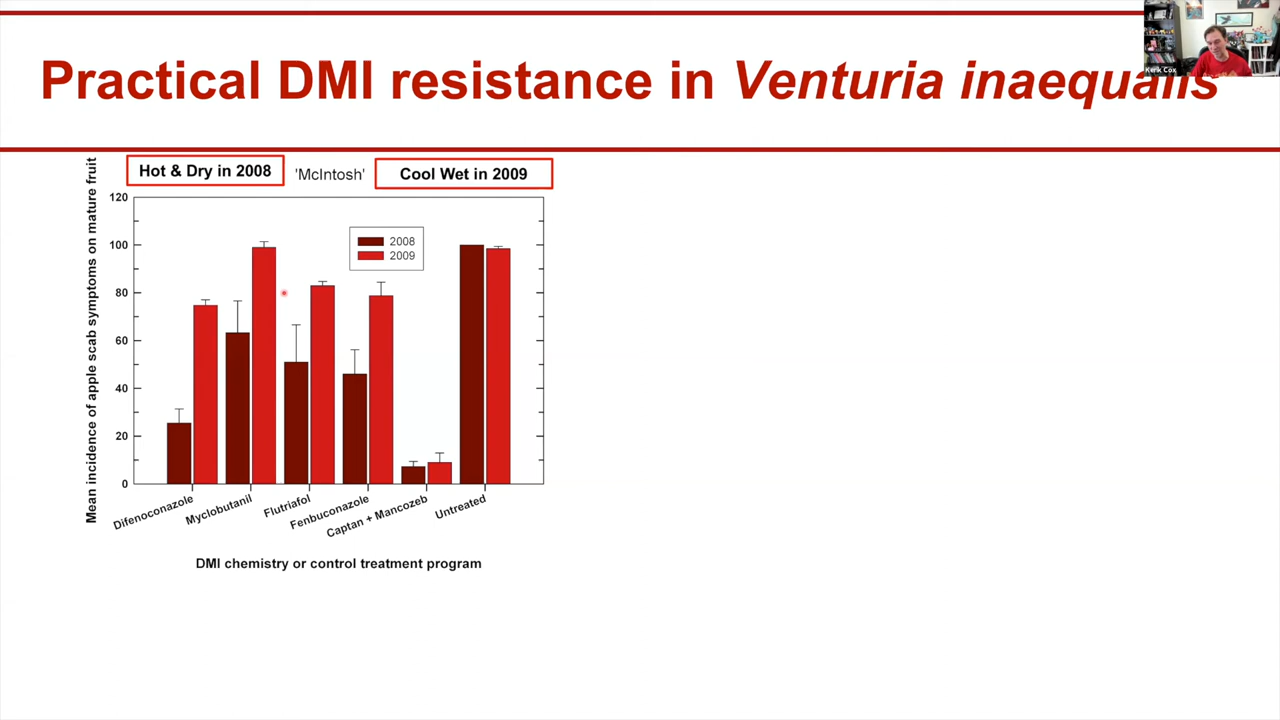 Practical DMI resistance in Venturia inaequalis
Kerik Cox
Hot & Dry in 2008
'McIntosh'
Cool Wet in 2009
Mean incidence of apple scab symptoms on mature fruit
120
100
80
60
40
20
0
2008
2009
Difenoconazole
Myclobutanil
Flutriafol
Fenbuconazole
Captan + Mancozeb
Untreated
DMI chemistry or control treatment program